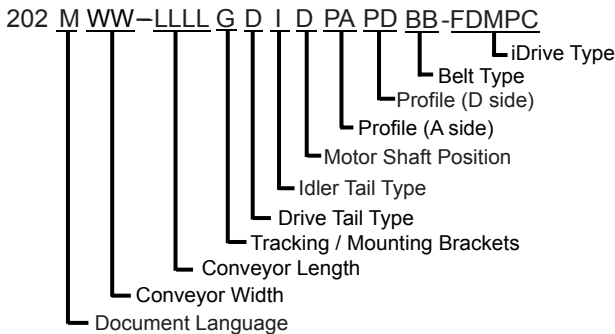 202 M WW–LLLL G D I D PA PD BB -FDMPC
iDrive Type
Belt Type
Profile (D side)
Profile (A side)
Motor Shaft Position
Idler Tail Type
Drive Tail Type
Tracking / Mounting Brackets
Conveyor Length
Conveyor Width
Document Language